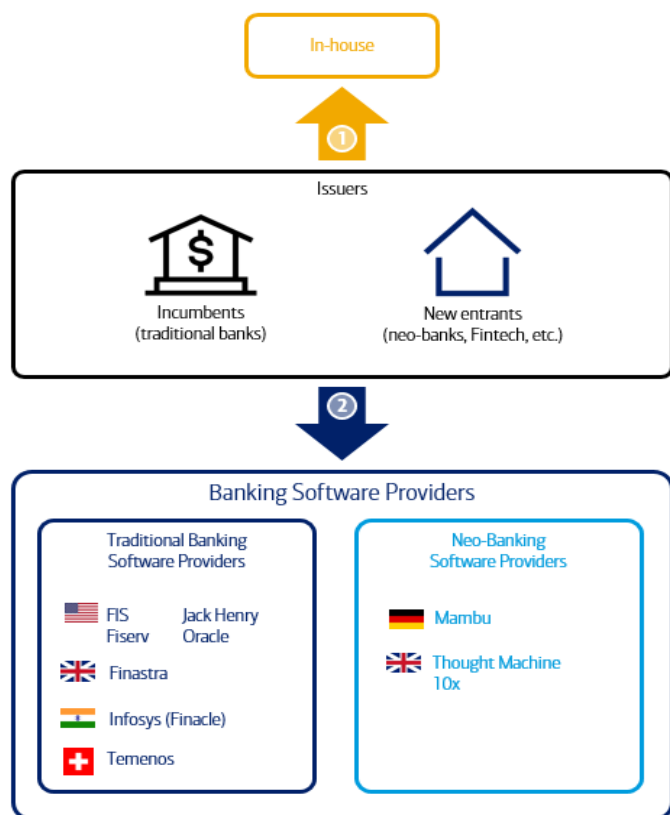 In-house
1
Issuers
$
Incumbents
(traditional banks)
New entrants
(neo-banks, Fintech, etc.)
2
Banking Software Providers
Traditional Banking
Software Providers
FIS Jack Henry
Fiserv Oracle
Finastra
Infosys (Finacle)
Temenos
Neo-Banking
Software Providers
Mambu
Thought Machine
10x